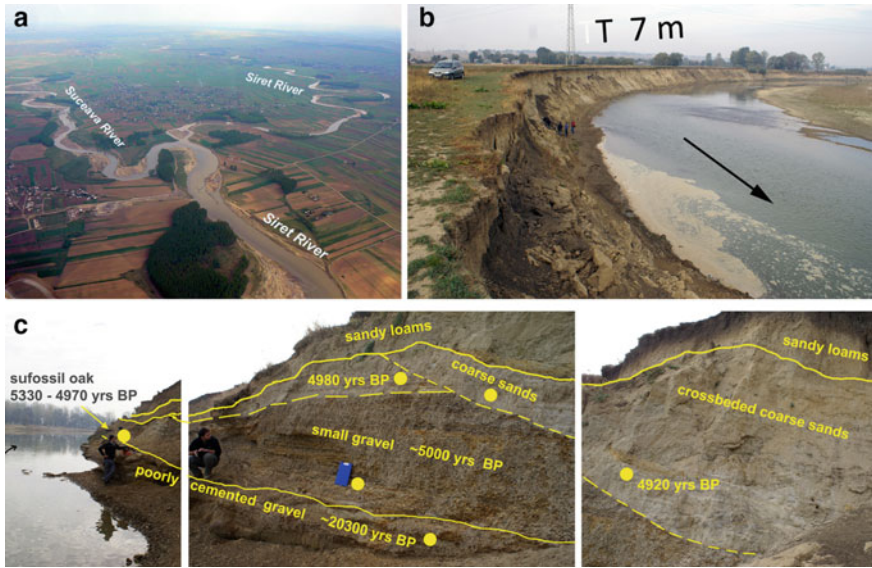 a
Suceava River
Siret River
Siret River
b
T 7 m
c
sufossil oak
5330 - 4970 yrs BP
poorly
sandy loams
4980 yrs BP
coarse sands
small gravel ~5000 yrs BP
cemented gravel ~20300 yrs BP
sandy loams
crossbeded coarse sands
4920 yrs BP